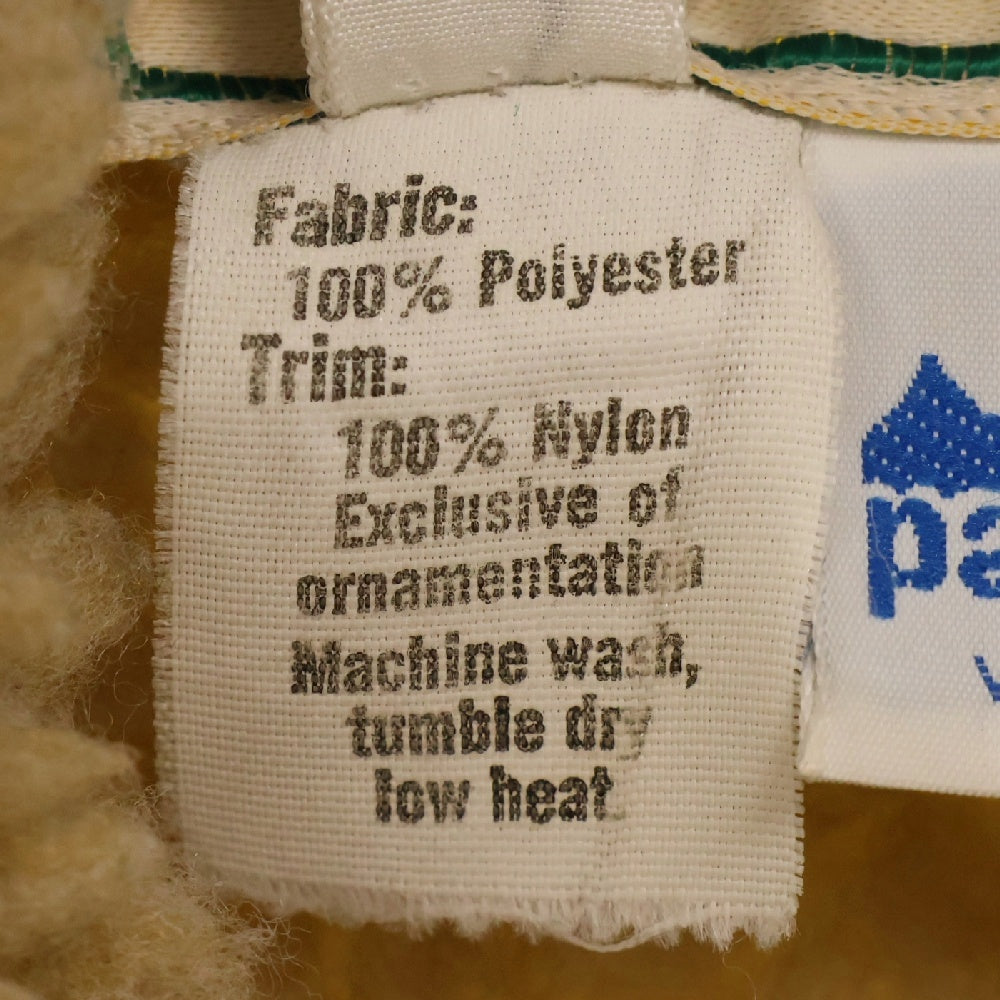 Fabric:
100% Polyester
Trim:
100% Nylon
Exclusive of
ornamentation
Machine wash,
tumble dry
low heat
pa